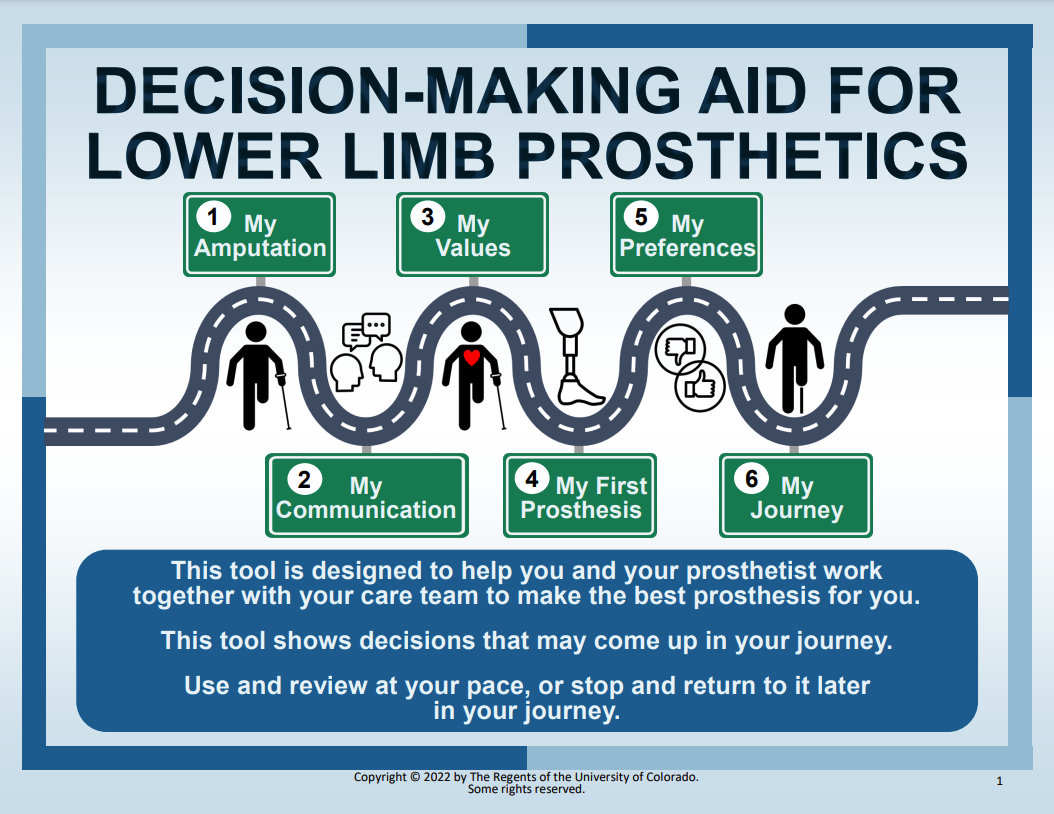 DECISION-MAKING AID FOR
LOWER LIMB PROSTHETICS
1 My
Amputation
3 My
Values
5 My
Preferences
2 My
Communication
4 My First
Prosthesis
6 My
Journey
This tool is designed to help you and your prosthetist work
together with your care team to make the best prosthesis for you.
This tool shows decisions that may come up in your journey.
Use and review at your pace, or stop and return to it later
in your journey.
Copyright © 2022 by The Regents of the University of Colorado.
Some rights reserved.
1